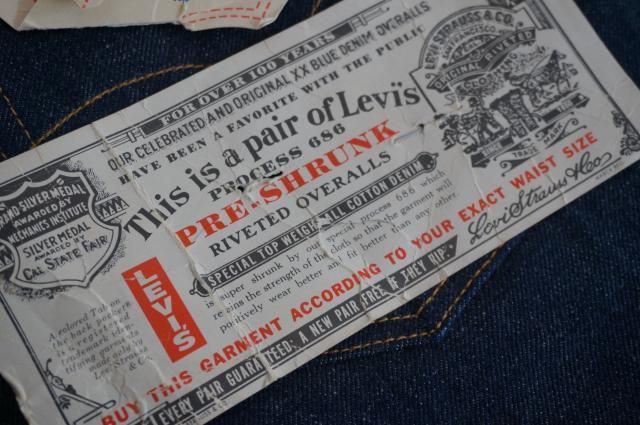 FOR OVER 100 YEARS
OUR CELEBRATED AND ORIGINAL XX BLUE DENIM OVERALLS
HAVE BEEN A FAVORITE WITH THE PUBLIC
This is a pair of Levi's
PROCESS 686
PRE-SHRUNK
RIVETED OVERALLS
SPECIAL TOP WEIGHT ALL COTTON DENIM
is super shrunk by our special process 686 which
retains the strength of the cloth so that the garment will
positively wear better and fit better than any other.
BUY THIS GARMENT ACCORDING TO YOUR EXACT WAIST SIZE
EVERY PAIR GUARANTEED: A NEW PAIR FREE IF THEY RIP.
SILVER MEDAL
AWARDED BY
MECHANICS INSTITUTE
SILVER MEDAL
AWARDED BY
CAL STATE FAIR
A colored Tab on
the back pocket
is a registered
trademark iden-
tifying garments
made only by
Levi Strauss
& Co.
LEVI'S
LEVI STRAUSS & CO.
SAN FRANCISCO
ORIGINAL RIVETED
CLOTHING
TRADE MARK
Levi Strauss & Co.